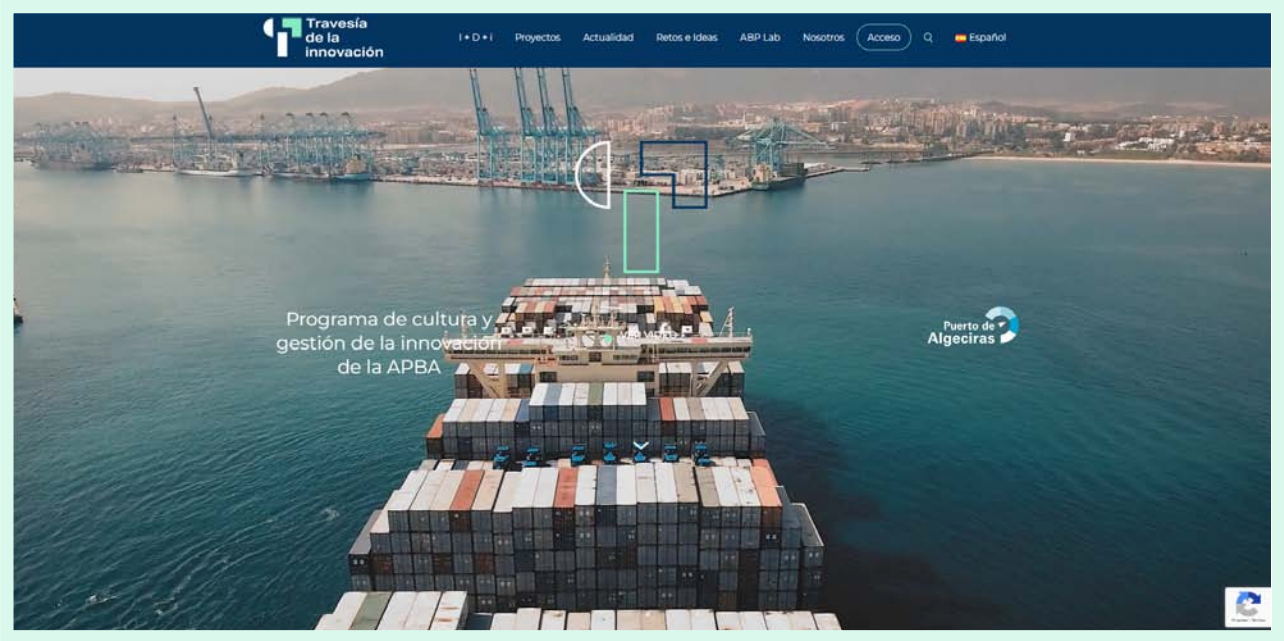 Travesía
de la
innovación
I+D+i
Proyectos
Actualidad
Retos e Ideas
ABP Lab
Nosotros
Acceso
Español
Programa de cultura y
gestión de la innovación
de la APBA
Puerto de
Algeciras